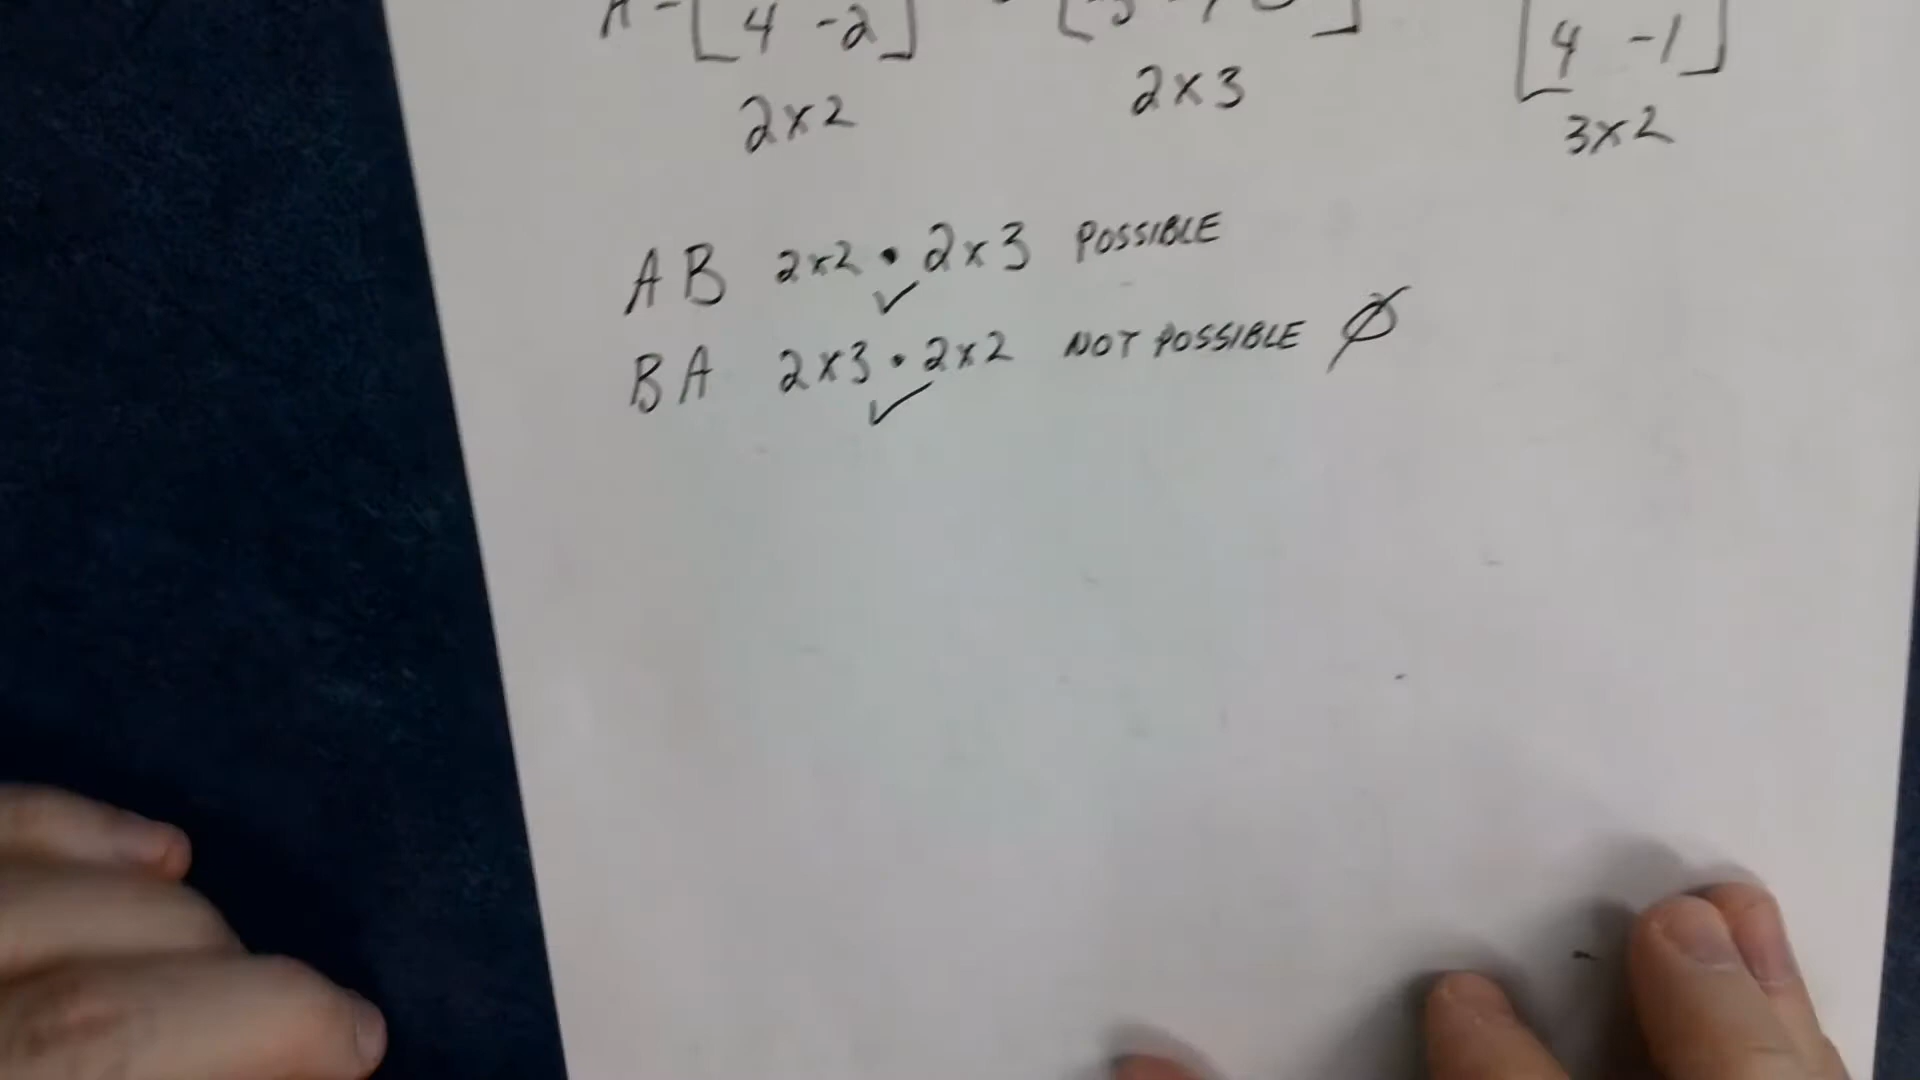 A = [ 4 -2 ] [ ] [ 4 -1 ]
2x2 2x3 3x2
AB 2x2 • 2x3 POSSIBLE
✓
BA 2x3 • 2x2 NOT POSSIBLE Ø
✓